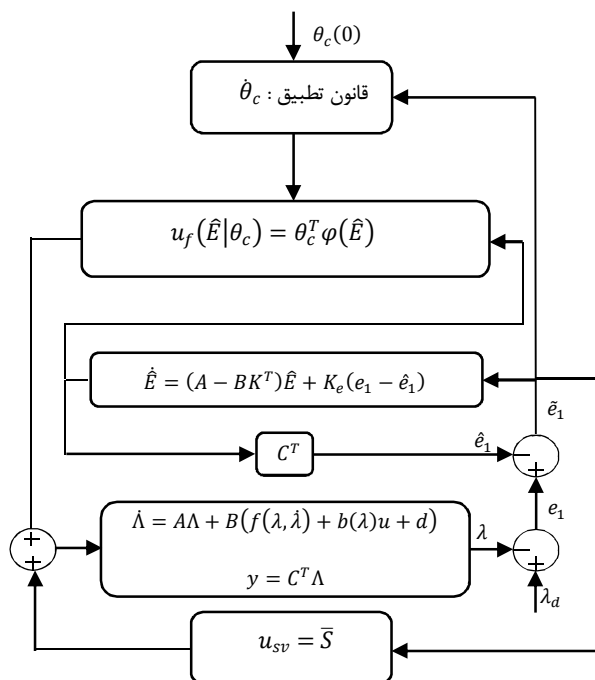 θ_c(0)
قانون تطبیق : θ̇_c
u_f(Ê|θ_c) = θ_c^T φ(Ê)
Ė̂ = (A − BK^T)Ê + K_e(e_1 − ê_1)
ẽ_1
C^T
ê_1
−
+
e_1
Λ̇ = AΛ + B(f(λ, λ̇) + b(λ)u + d)
y = C^T Λ
λ
−
+
λ_d
+
+
u_sv = S̅